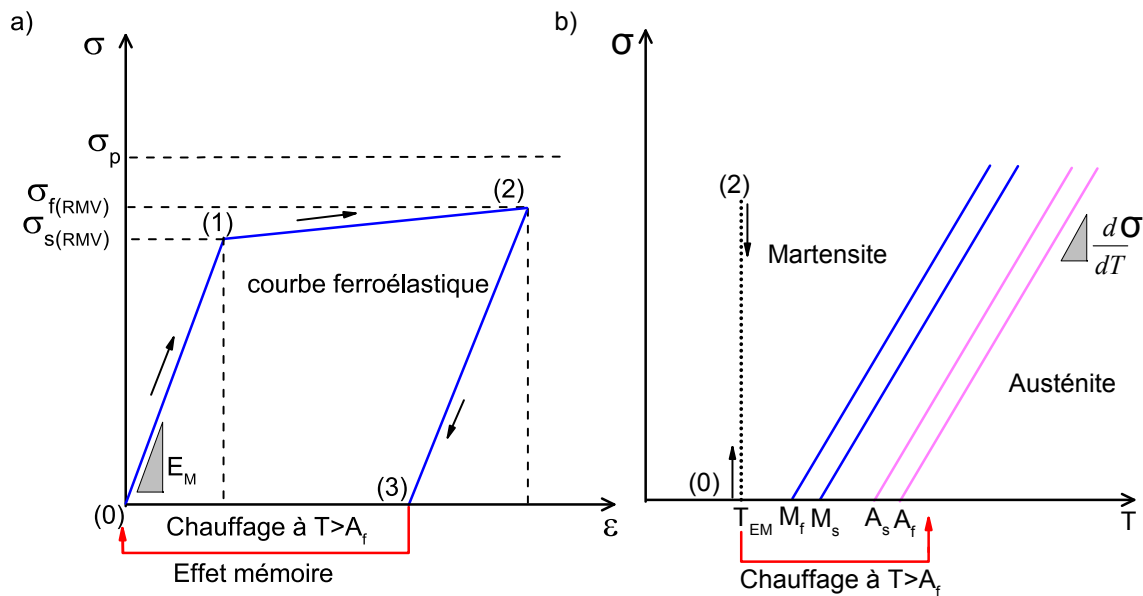 a)
σ
σp
σf(RMV)
σs(RMV)
(1)
(2)
courbe ferroélastique
EM
(0)
(3)
ε
Chauffage à T>Af
Effet mémoire
b)
σ
(2)
Martensite
dσ
dT
Austénite
(0)
TEM Mf Ms As Af T
Chauffage à T>Af